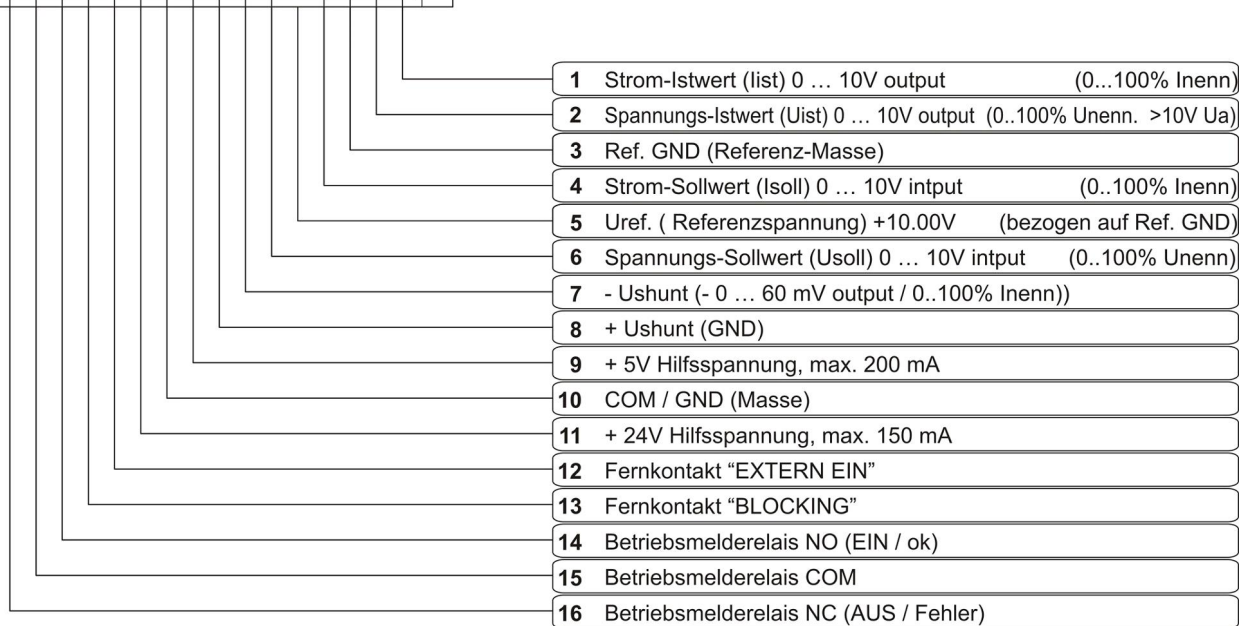 1 Strom-Istwert (Iist) 0 … 10V output (0...100% Inenn)
2 Spannungs-Istwert (Uist) 0 … 10V output (0..100% Unenn. >10V Ua)
3 Ref. GND (Referenz-Masse)
4 Strom-Sollwert (Isoll) 0 … 10V intput (0..100% Inenn)
5 Uref. ( Referenzspannung) +10.00V (bezogen auf Ref. GND)
6 Spannungs-Sollwert (Usoll) 0 … 10V intput (0..100% Unenn)
7 - Ushunt (- 0 … 60 mV output / 0..100% Inenn))
8 + Ushunt (GND)
9 + 5V Hilfsspannung, max. 200 mA
10 COM / GND (Masse)
11 + 24V Hilfsspannung, max. 150 mA
12 Fernkontakt “EXTERN EIN”
13 Fernkontakt “BLOCKING”
14 Betriebsmelderelais NO (EIN / ok)
15 Betriebsmelderelais COM
16 Betriebsmelderelais NC (AUS / Fehler)